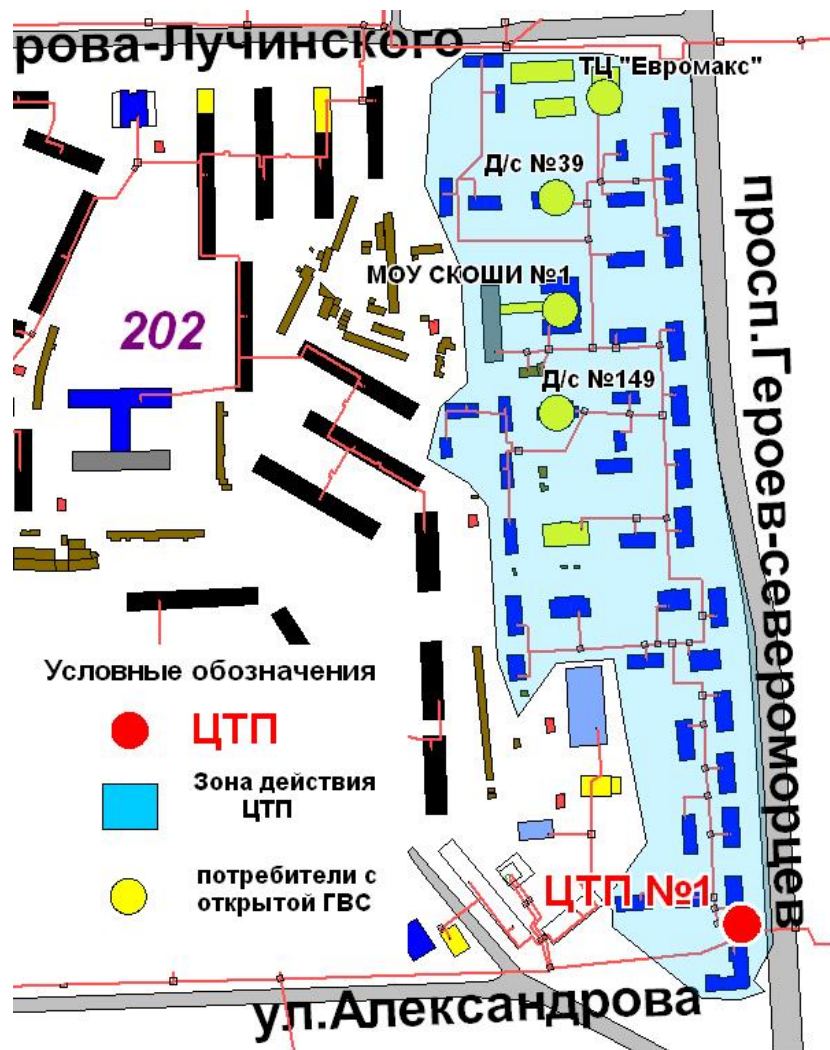 рова-Лучинского
ТЦ "Евромакс"
Д/с №39
просп.Героев-североморцев
МОУ СКОШИ №1
202
Д/с №149
Условные обозначения
ЦТП
Зона действия
ЦТП
потребители с
открытой ГВС
ЦТП №1
ул.Александрова